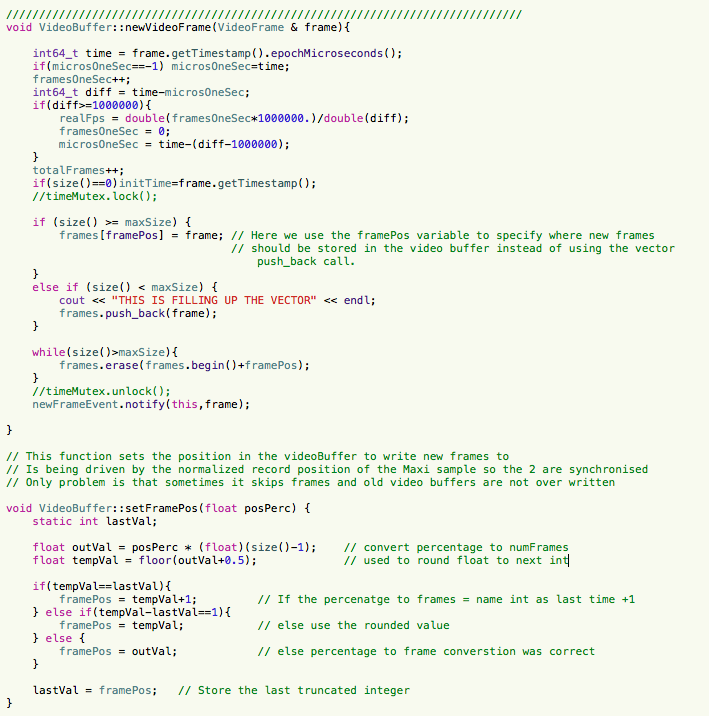 ////////////////////////////////////////////////////////////////////////////////
void VideoBuffer::newVideoFrame(VideoFrame & frame){
int64_t time = frame.getTimestamp().epochMicroseconds();
if(microsOneSec==-1) microsOneSec=time;
framesOneSec++;
int64_t diff = time-microsOneSec;
if(diff>=1000000){
realFps = double(framesOneSec*1000000.)/double(diff);
framesOneSec = 0;
microsOneSec = time-(diff-1000000);
}
totalFrames++;
if(size()==0)initTime=frame.getTimestamp();
//timeMutex.lock();
if (size() >= maxSize) {
frames[framePos] = frame; // Here we use the framePos variable to specify where new frames
// should be stored in the video buffer instead of using the vector
push_back call.
}
else if (size() < maxSize) {
cout << "THIS IS FILLING UP THE VECTOR" << endl;
frames.push_back(frame);
}
while(size()>maxSize){
frames.erase(frames.begin()+framePos);
}
//timeMutex.unlock();
newFrameEvent.notify(this,frame);
}
// This function sets the position in the videoBuffer to write new frames to
// Is being driven by the normalized record position of the Maxi sample so the 2 are synchronised
// Only problem is that sometimes it skips frames and old video buffers are not over written
void VideoBuffer::setFramePos(float posPerc) {
static int lastVal;
float outVal = posPerc * (float)(size()-1); // convert percentage to numFrames
float tempVal = floor(outVal+0.5); // used to round float to next int
if(tempVal==lastVal){
framePos = tempVal+1; // If the percenatge to frames = name int as last time +1
} else if(tempVal-lastVal==1){
framePos = tempVal; // else use the rounded value
} else {
framePos = outVal; // else percentage to frame converstion was correct
}
lastVal = framePos; // Store the last truncated integer
}